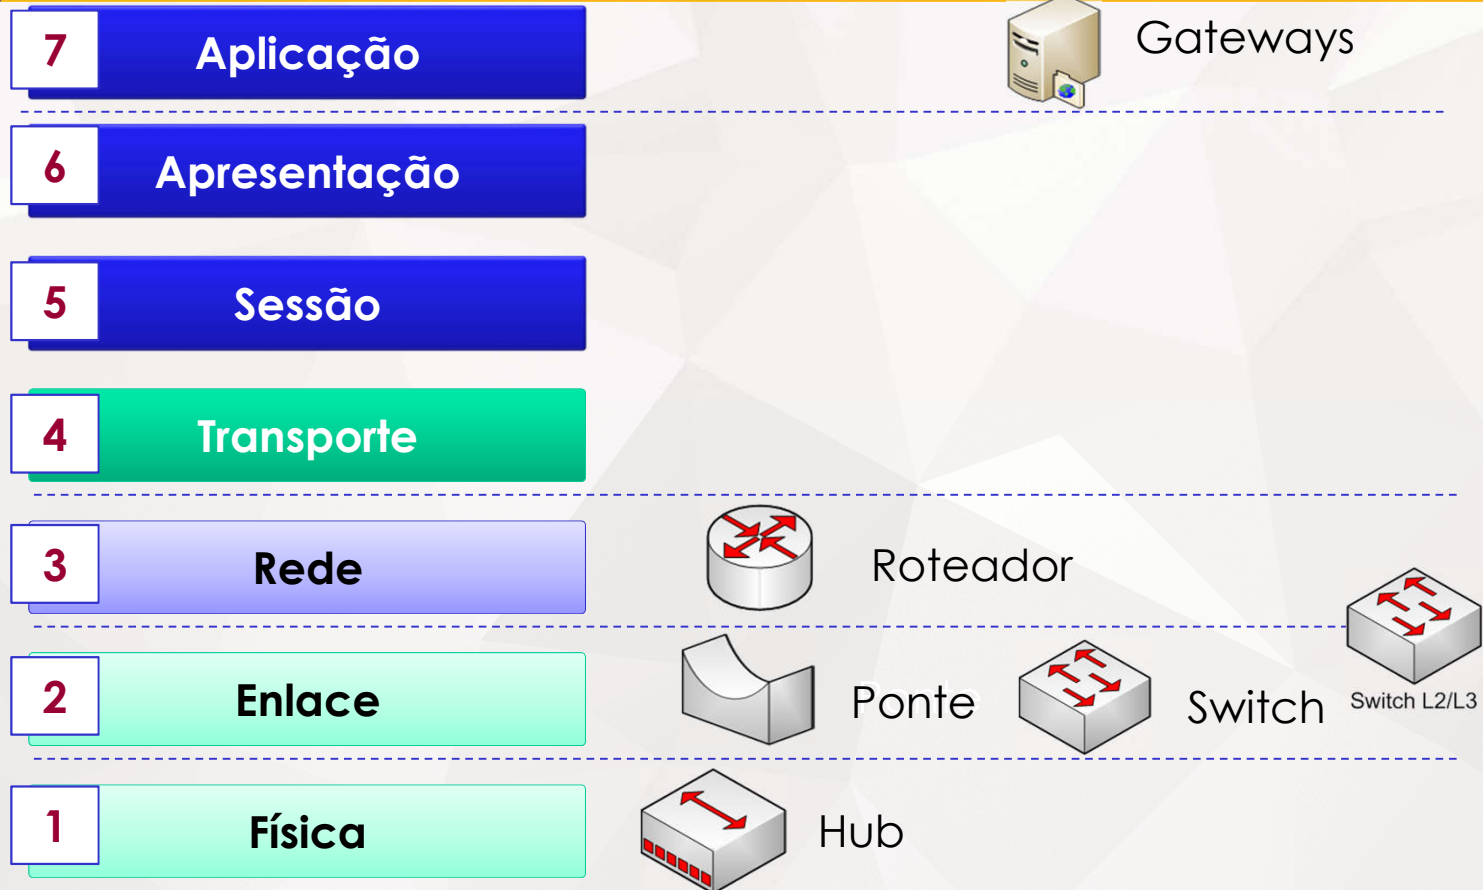 7 Aplicação Gateways
6 Apresentação
5 Sessão
4 Transporte
3 Rede Roteador
2 Enlace Ponte Switch Switch L2/L3
1 Física Hub